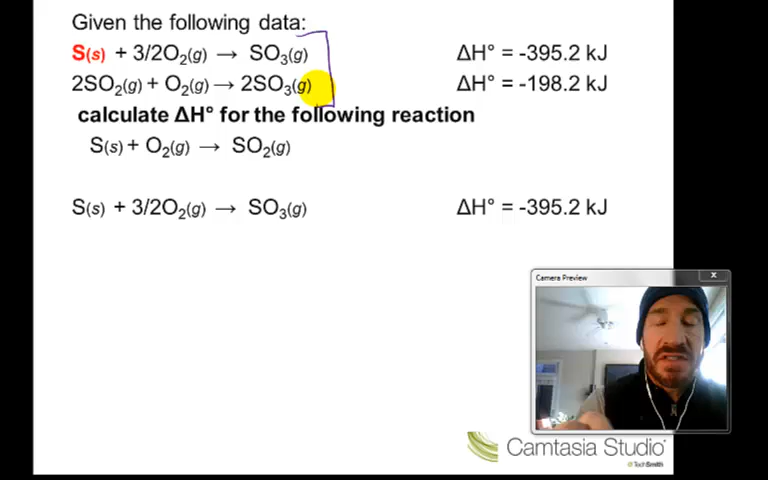 Given the following data:
S(s) + 3/2O₂(g) → SO₃(g) ΔH° = -395.2 kJ
2SO₂(g) + O₂(g) → 2SO₃(g) ΔH° = -198.2 kJ
calculate ΔH° for the following reaction
S(s) + O₂(g) → SO₂(g)
S(s) + 3/2O₂(g) → SO₃(g) ΔH° = -395.2 kJ
Camera Preview
X
Camtasia Studio
TechSmith